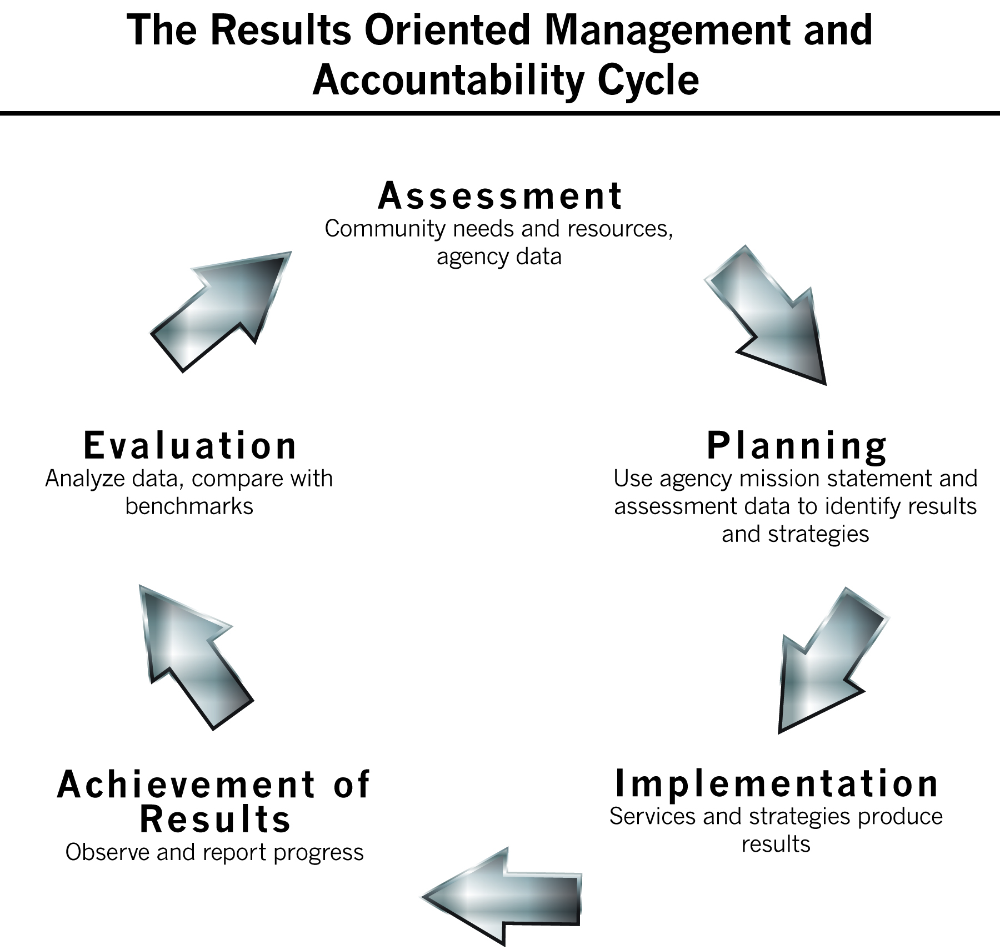 The Results Oriented Management and
Accountability Cycle
Assessment
Community needs and resources,
agency data
Planning
Use agency mission statement and
assessment data to identify results
and strategies
Implementation
Services and strategies produce
results
Achievement of
Results
Observe and report progress
Evaluation
Analyze data, compare with
benchmarks